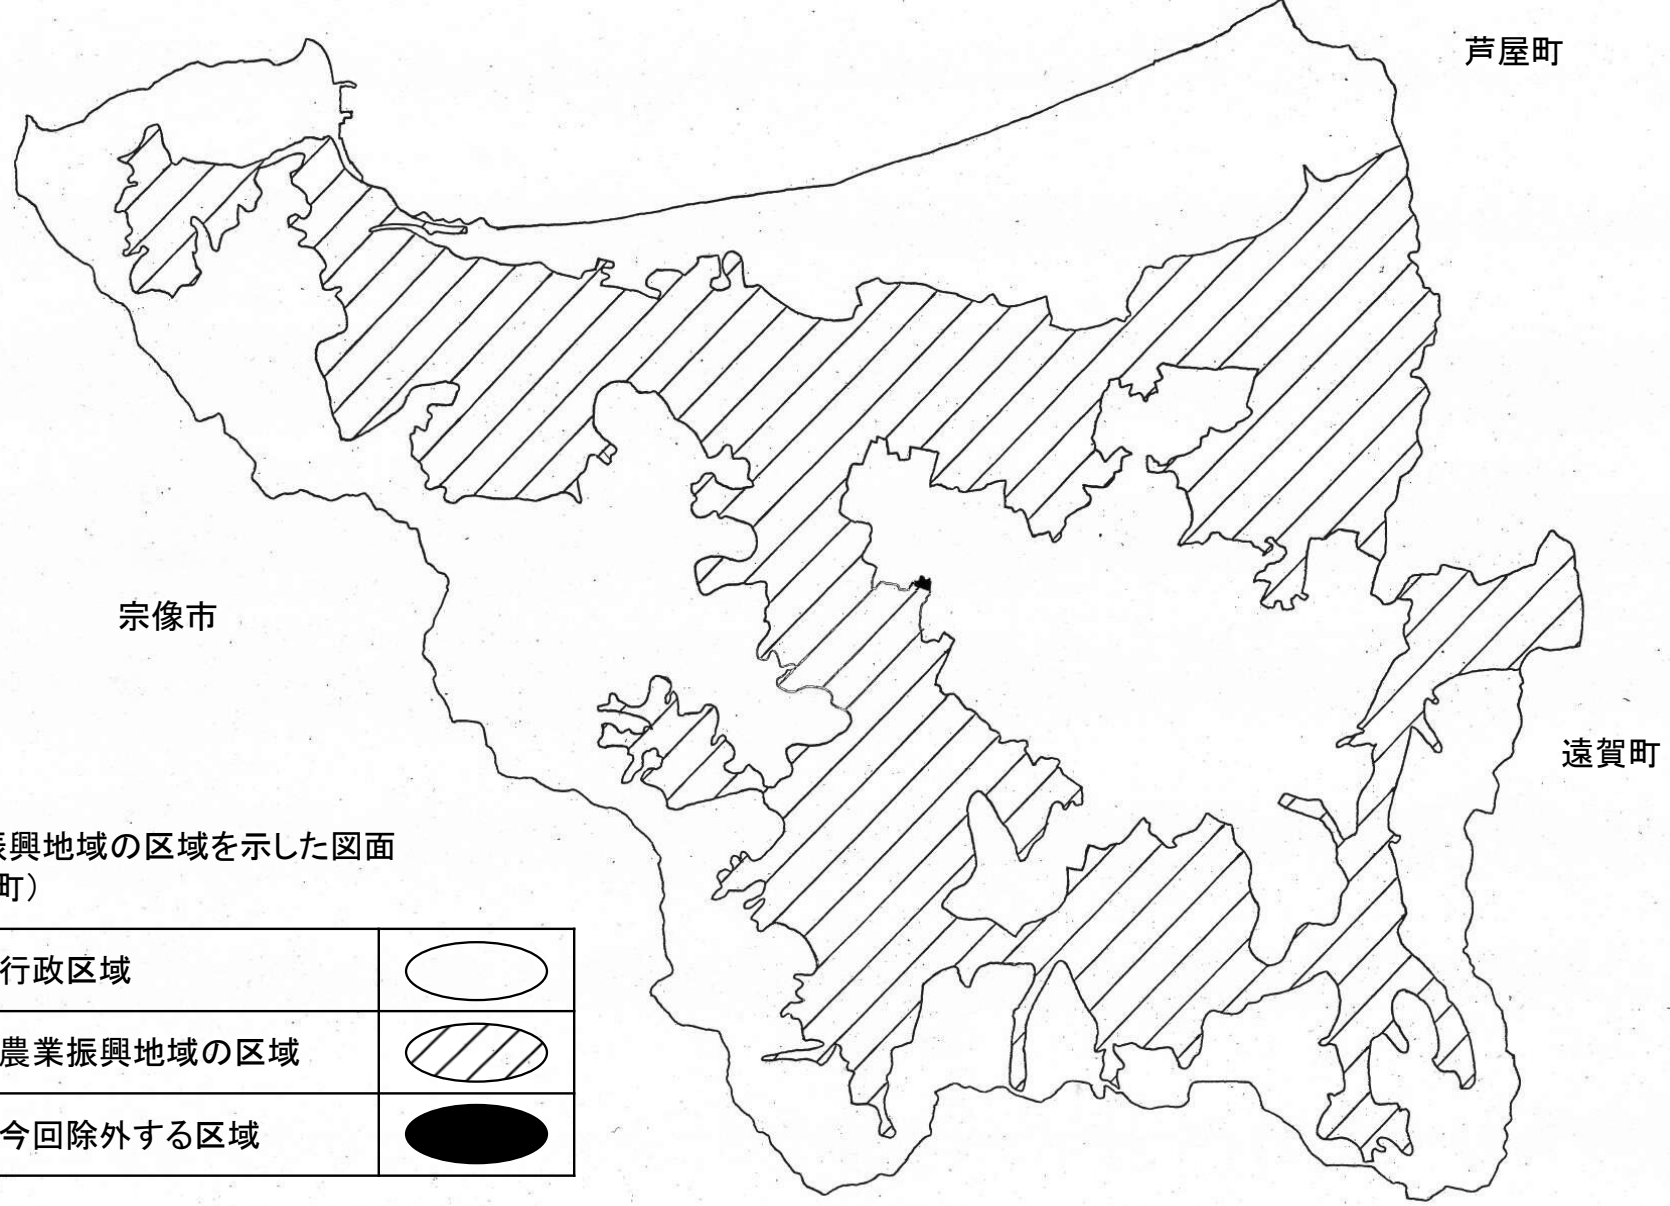 芦屋町
宗像市
遠賀町
興地域の区域を示した図面
町）
行政区域
農業振興地域の区域
今回除外する区域